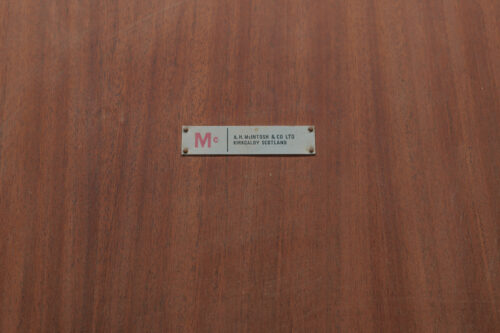 Mc
A.H. McINTOSH & CO LTD
KIRKCALDY SCOTLAND